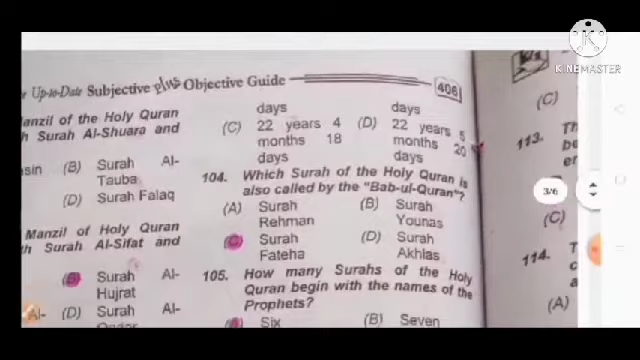 Up-to-Date Subjective plus Objective Guide
406
Manzil of the Holy Quran
Surah Al-Shuara and
(B) Surah Al-
Tauba
(D) Surah Falaq
Manzil of Holy Quran
Surah Al-Sifat and
(B) Surah Al-
Hujrat
Al- (D) Surah Al-
days days
(C) 22 years 4 (D) 22 years 5
months 18 months 20
days days
104. Which Surah of the Holy Quran is
also called by the "Bab-ul-Quran"?
(A) Surah (B) Surah
Rehman Younas
(C) Surah (D) Surah
Fateha Akhlas
105. How many Surahs of the Holy
Quran begin with the names of the
Prophets?
(A) Six (B) Seven
(C)
113. Th
be
er
(C)
114. T
c
a
(A)
3/6
KINEMASTER